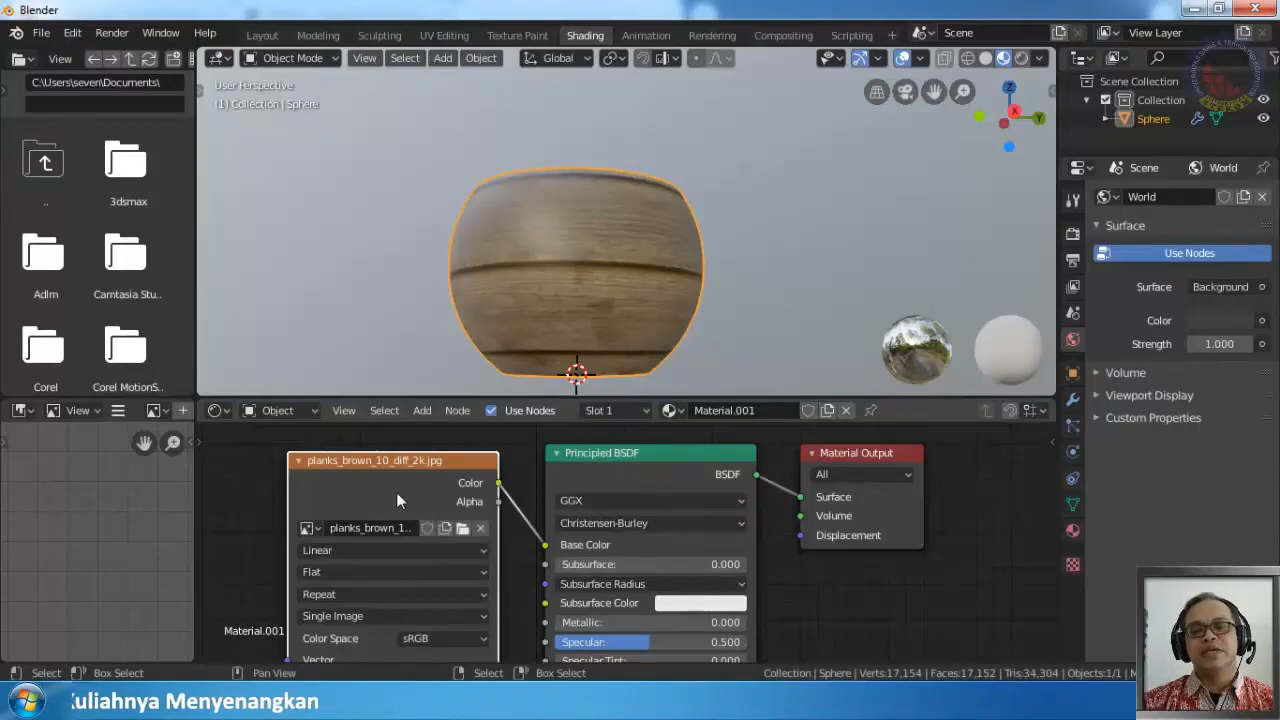 Blender
File Edit Render Window Help
Layout Modeling Sculpting UV Editing Texture Paint Shading Animation Rendering Compositing Scripting +
Scene
View Layer
View
Object Mode View Select Add Object Global
C:\Users\seven\Documents\
User Perspective
(1) Collection | Sphere
Z
X
Y
Scene Collection
Collection
Sphere
..
3dsmax
Adlm
Camtasia Stu..
Corel
Corel MotionS..
Scene World
World
Surface
Use Nodes
Surface Background
Color
Strength 1.000
Volume
Viewport Display
Custom Properties
View
Object View Select Add Node Use Nodes Slot 1 Material.001
planks_brown_10_diff_2k.jpg
Color
Alpha
planks_brown_1..
Linear
Flat
Repeat
Single Image
Color Space sRGB
Vector
Material.001
Principled BSDF
BSDF
GGX
Christensen-Burley
Base Color
Subsurface: 0.000
Subsurface Radius
Subsurface Color
Metallic: 0.000
Specular: 0.500
Specular Tint: 0.000
Material Output
All
Surface
Volume
Displacement
Select Box Select Pan View Select Box Select
Collection | Sphere | Verts:17,154 | Faces:17,152 | Tris:34,304 | Objects:1/1 |
Kuliahnya Menyenangkan